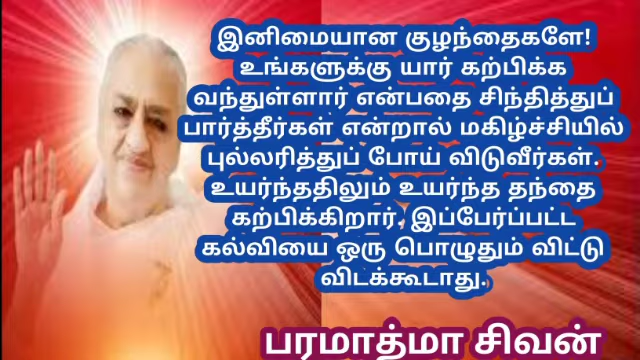 இனிமையான குழந்தைகளே!
உங்களுக்கு யார் கற்பிக்க
வந்துள்ளார் என்பதை சிந்தித்துப்
பார்த்தீர்கள் என்றால் மகிழ்ச்சியில்
புல்லரித்துப் போய் விடுவீர்கள்.
உயர்ந்ததிலும் உயர்ந்த தந்தை
கற்பிக்கிறார். இப்பேர்ப்பட்ட
கல்வியை ஒரு பொழுதும் விட்டு
விடக்கூடாது.
பரமாத்மா சிவன்